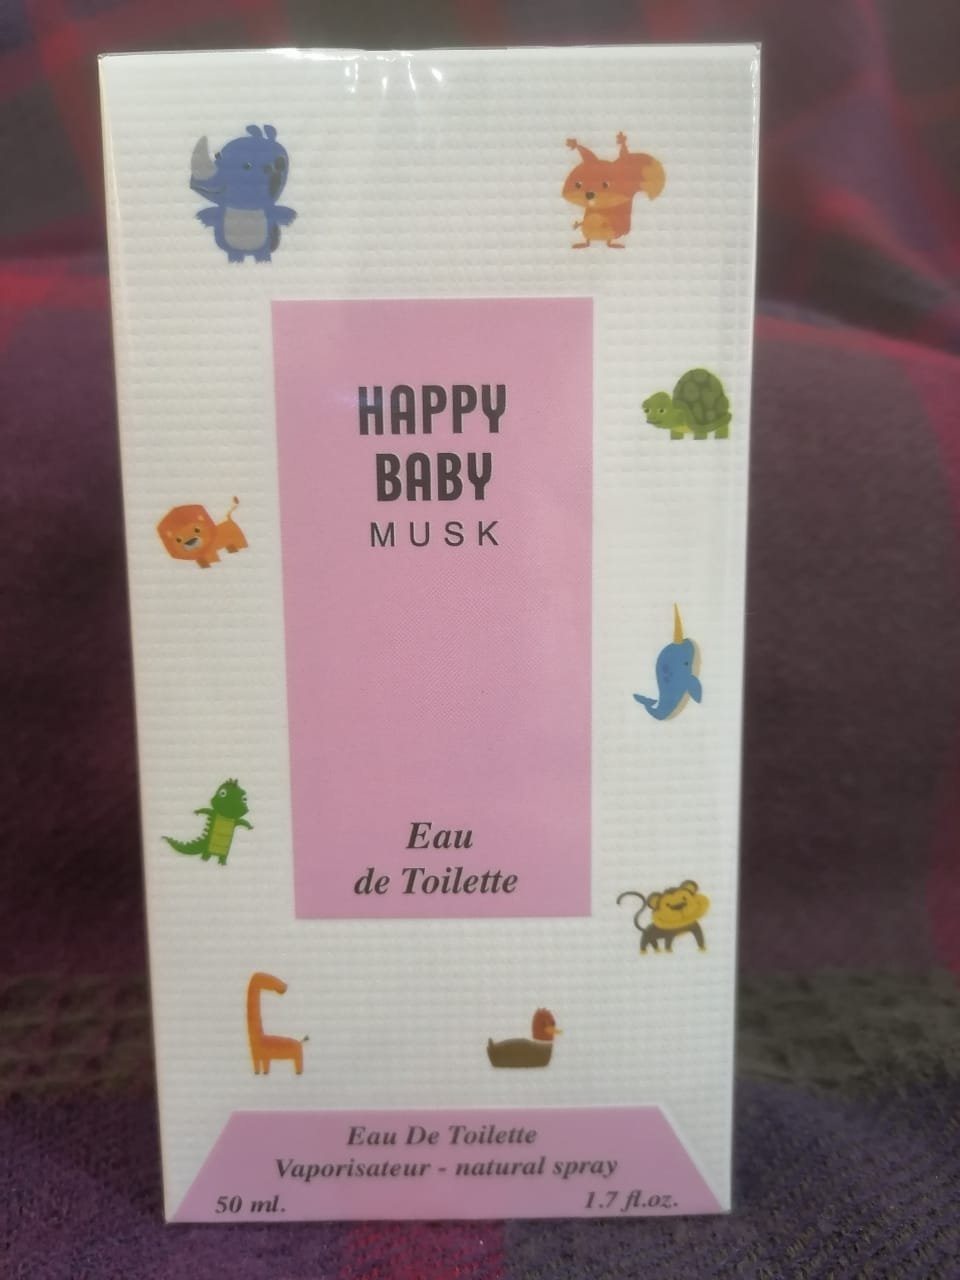 HAPPY
BABY
MUSK
Eau
de Toilette
Eau De Toilette
Vaporisateur - natural spray
50 ml. 1.7 fl.oz.